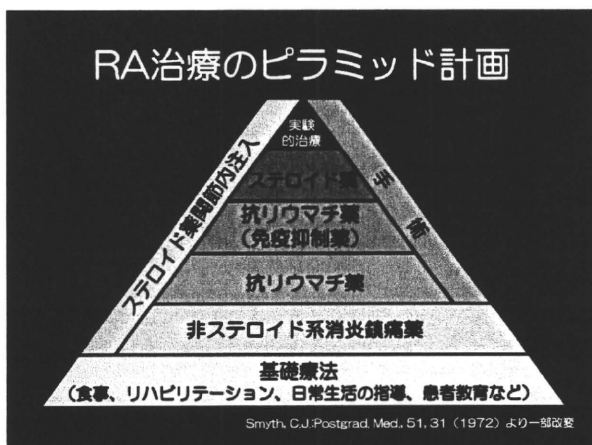 RA治療のピラミッド計画
実験
的治療
ステロイド薬
抗リウマチ薬
(免疫抑制薬)
抗リウマチ薬
非ステロイド系消炎鎮痛薬
基礎療法
(食事、リハビリテーション、日常生活の指導、患者教育など)
ステロイド薬関節内注入
手術
Smyth, C.J.:Postgrad. Med., 51, 31 (1972) より一部改変